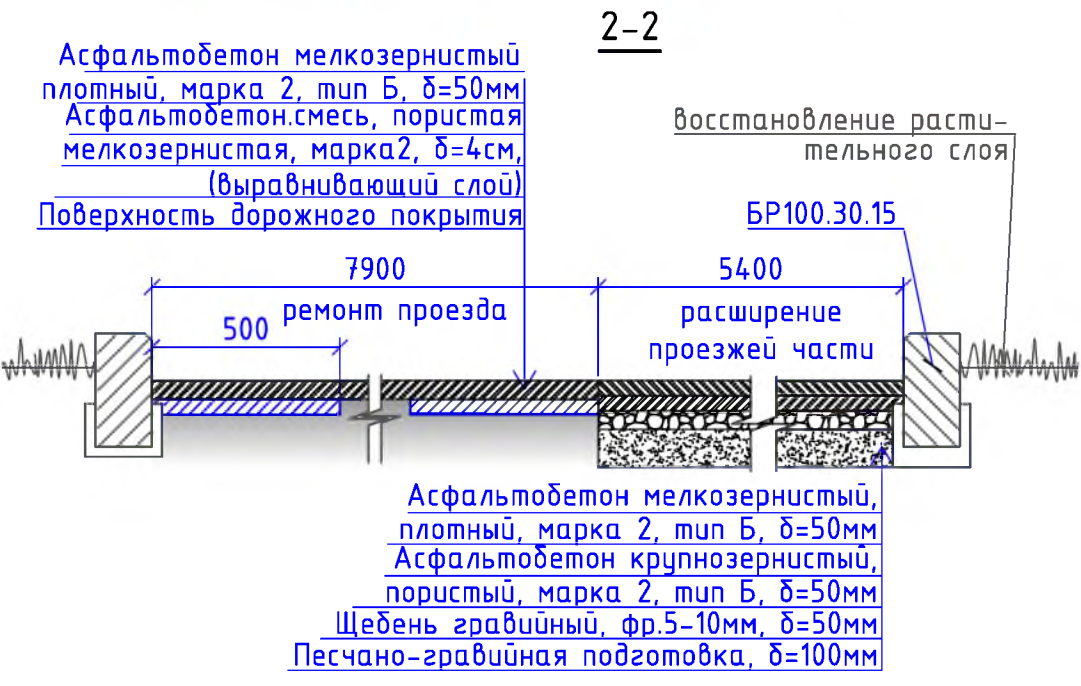 2-2
Асфальтобетон мелкозернистый
плотный, марка 2, тип Б, δ=50мм
Асфальтобетон.смесь, пористая
мелкозернистая, марка2, δ=4см,
(выравнивающий слой)
Поверхность дорожного покрытия
восстановление расти-
тельного слоя
БР100.30.15
7900
5400
ремонт проезда
расширение
проезжей части
500
Асфальтобетон мелкозернистый,
плотный, марка 2, тип Б, δ=50мм
Асфальтобетон крупнозернистый,
пористый, марка 2, тип Б, δ=50мм
Щебень гравийный, фр.5-10мм, δ=50мм
Песчано-гравийная подготовка, δ=100мм